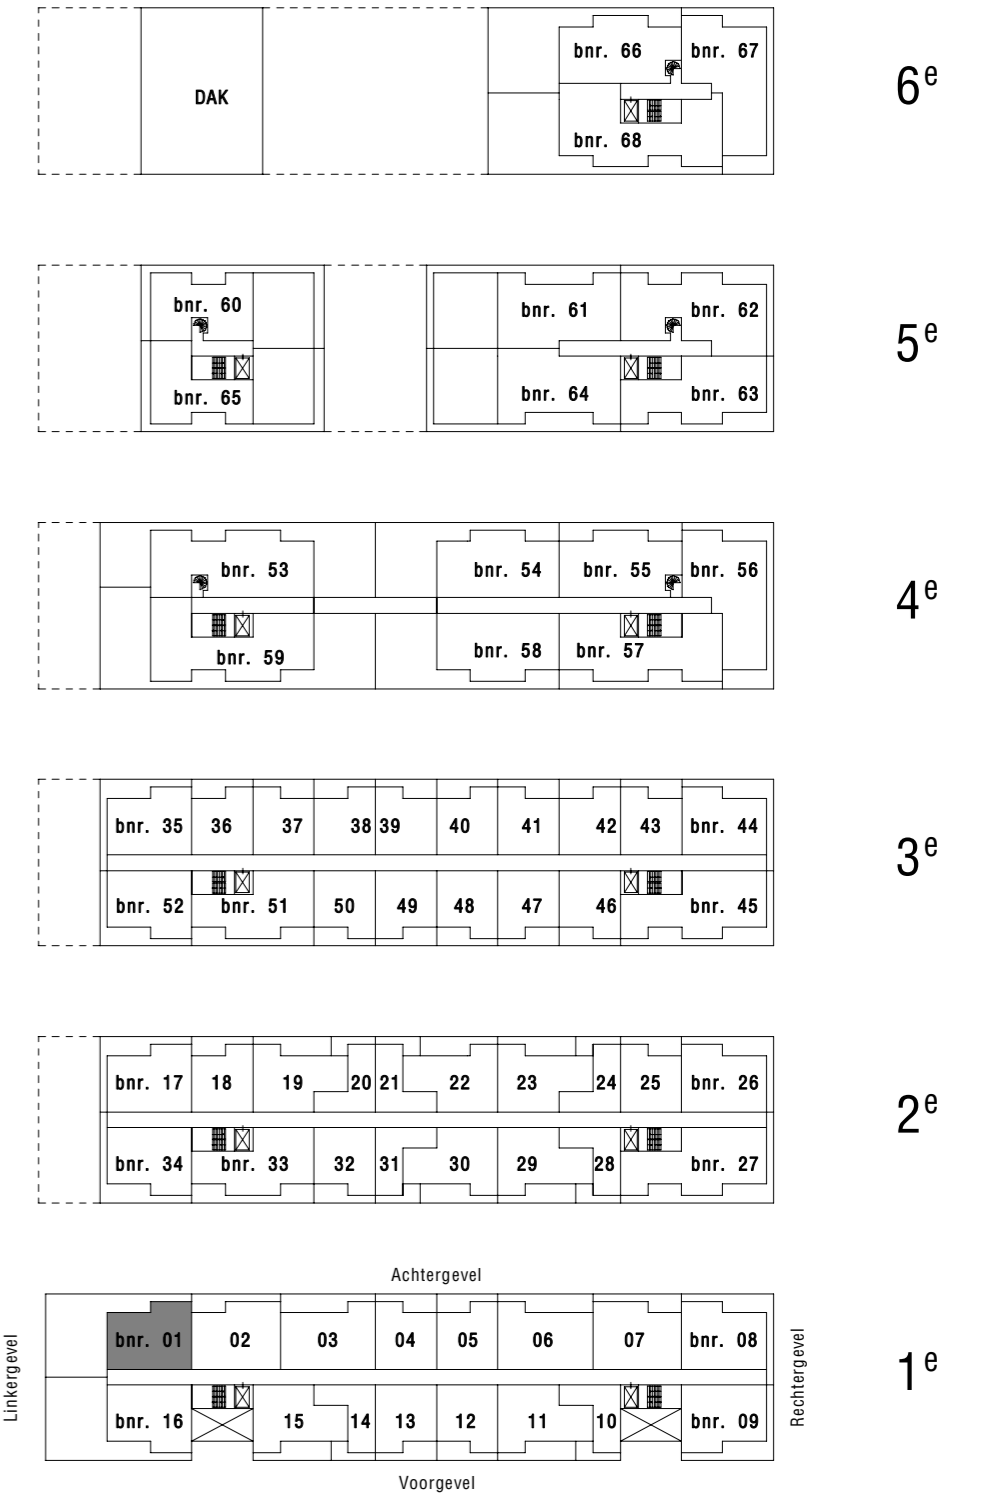 bnr. 66 bnr. 67
6e
DAK
bnr. 68
bnr. 60 bnr. 61 bnr. 62
5e
bnr. 65 bnr. 64 bnr. 63
bnr. 53 bnr. 54 bnr. 55 bnr. 56
4e
bnr. 59 bnr. 58 bnr. 57
bnr. 35 36 37 38 39 40 41 42 43 bnr. 44
3e
bnr. 52 bnr. 51 50 49 48 47 46 bnr. 45
bnr. 17 18 19 20 21 22 23 24 25 bnr. 26
2e
bnr. 34 bnr. 33 32 31 30 29 28 bnr. 27
Achtergevel
bnr. 01 02 03 04 05 06 07 bnr. 08
Linkergevel
Rechtergevel
1e
bnr. 16 15 14 13 12 11 10 bnr. 09
Voorgevel